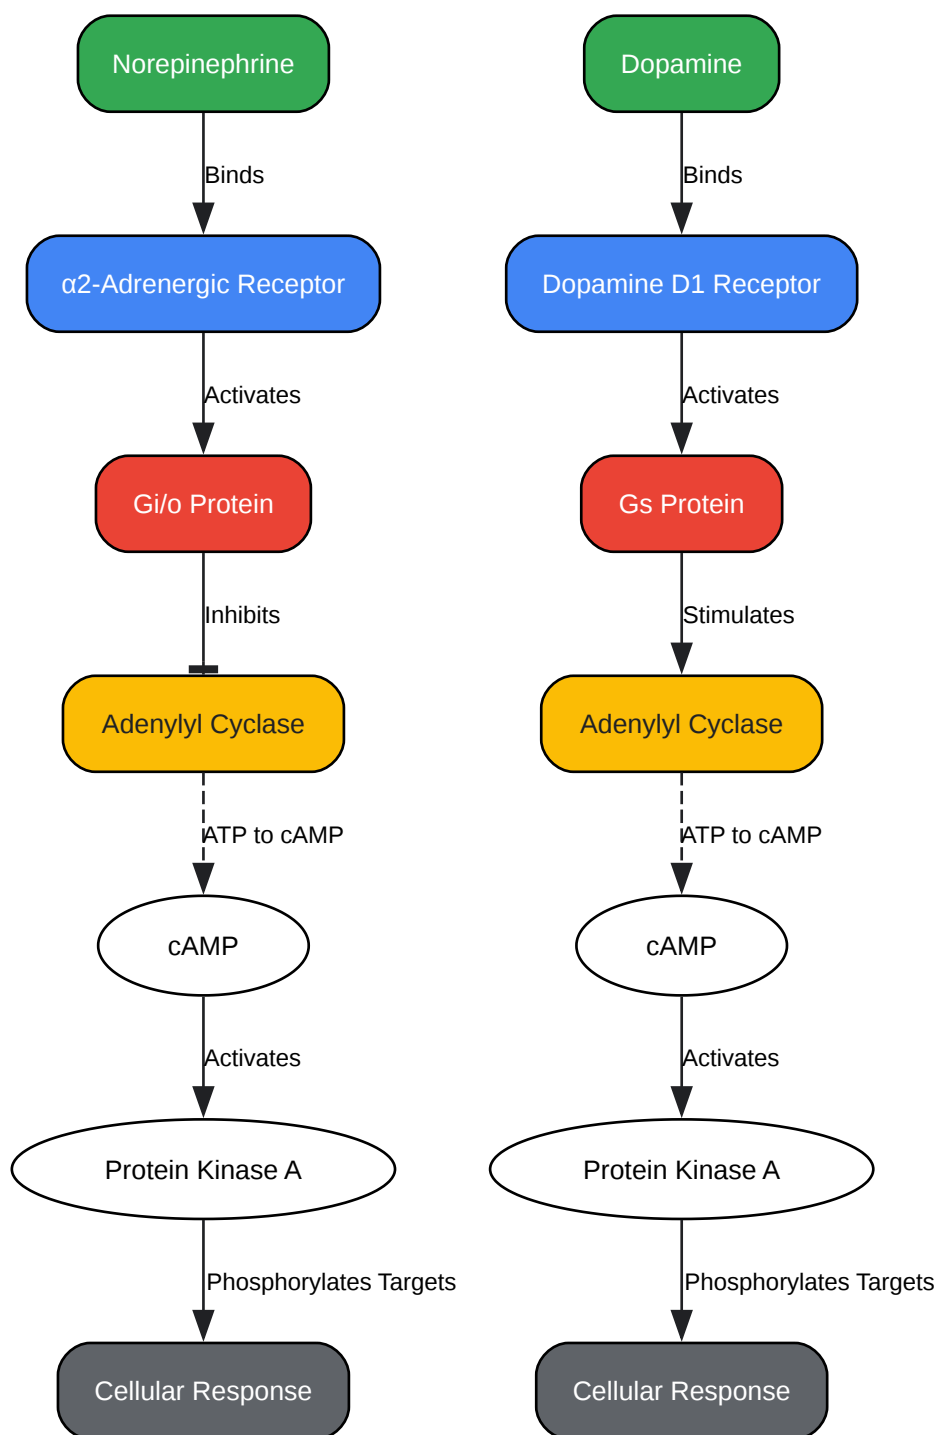 Norepinephrine
Binds
α2-Adrenergic Receptor
Activates
Gi/o Protein
Inhibits
Adenylyl Cyclase
ATP to cAMP
cAMP
Activates
Protein Kinase A
Phosphorylates Targets
Cellular Response
Dopamine
Binds
Dopamine D1 Receptor
Activates
Gs Protein
Stimulates
Adenylyl Cyclase
ATP to cAMP
cAMP
Activates
Protein Kinase A
Phosphorylates Targets
Cellular Response